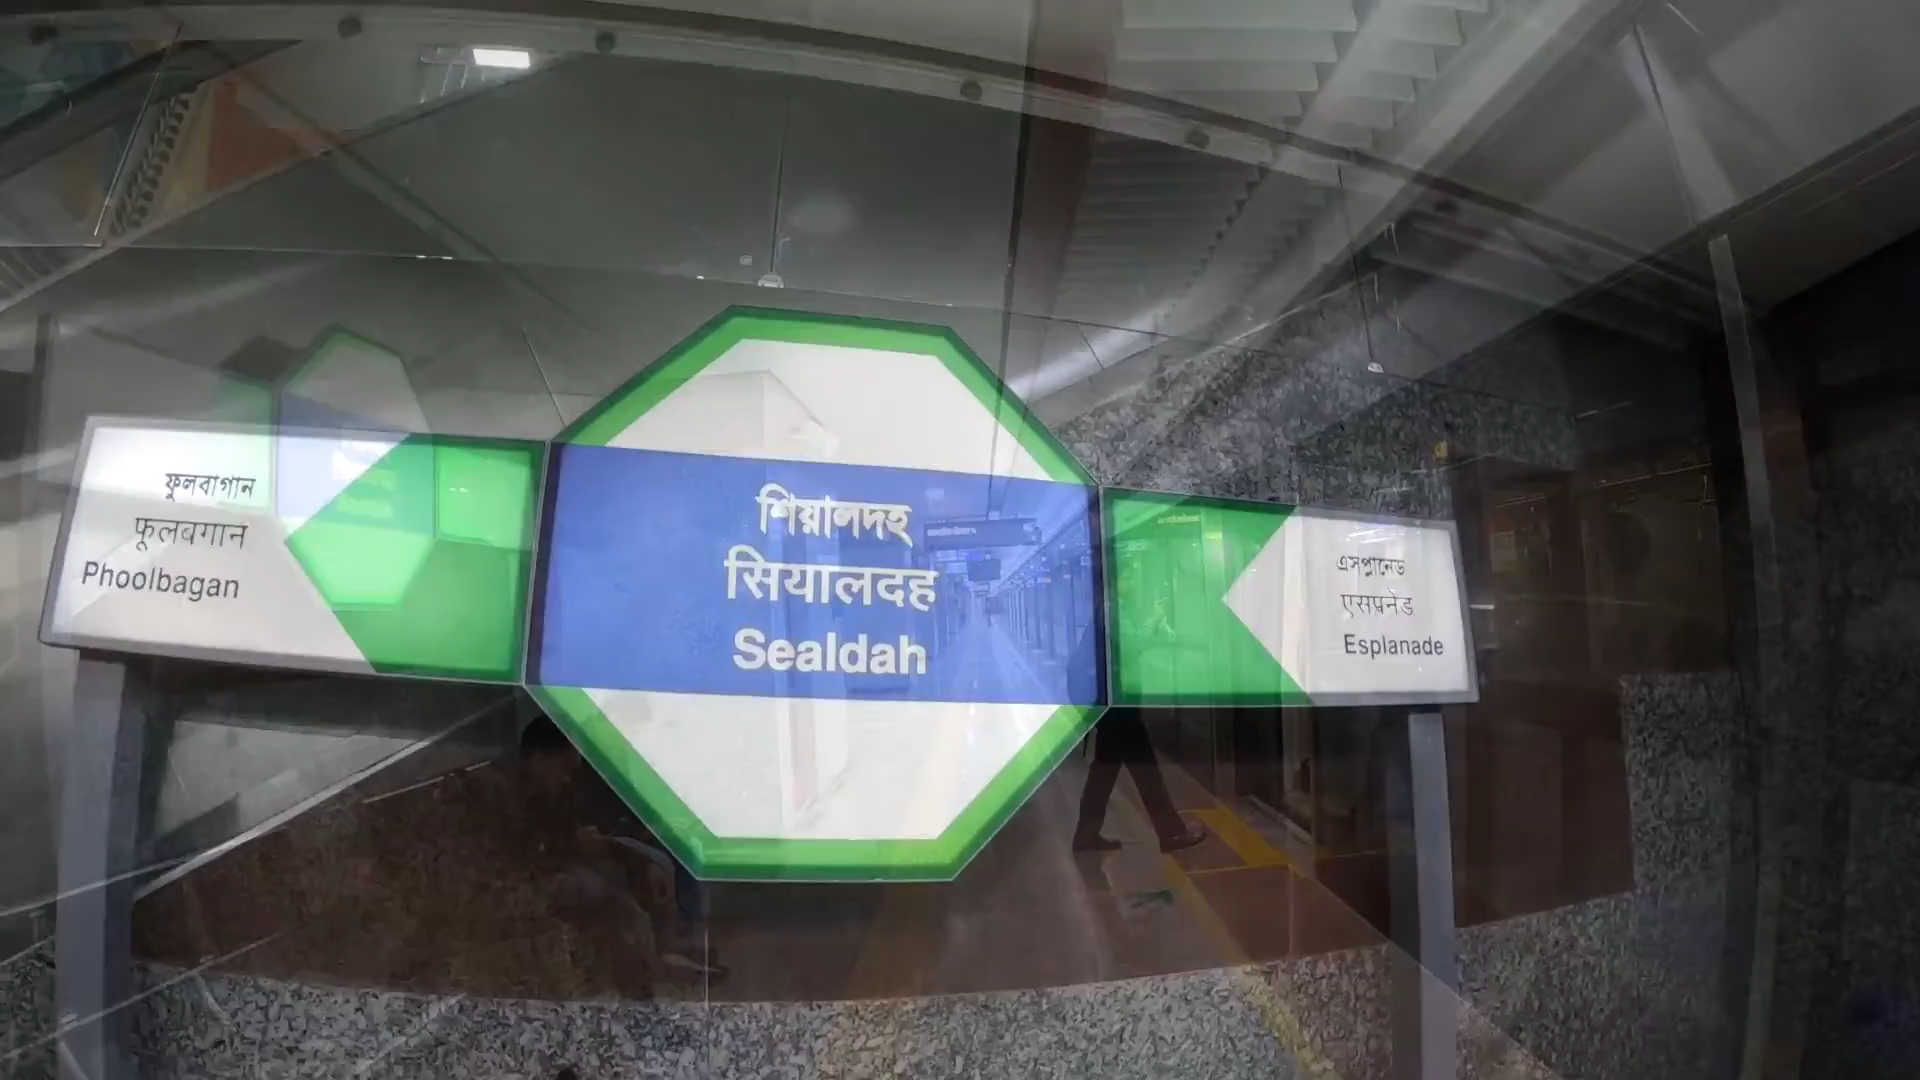 ফুলবাগান
फूलबगान
Phoolbagan
শিয়ালদহ
सियालदह
Sealdah
এসপ্লানেড
एसप्लनेड
Esplanade